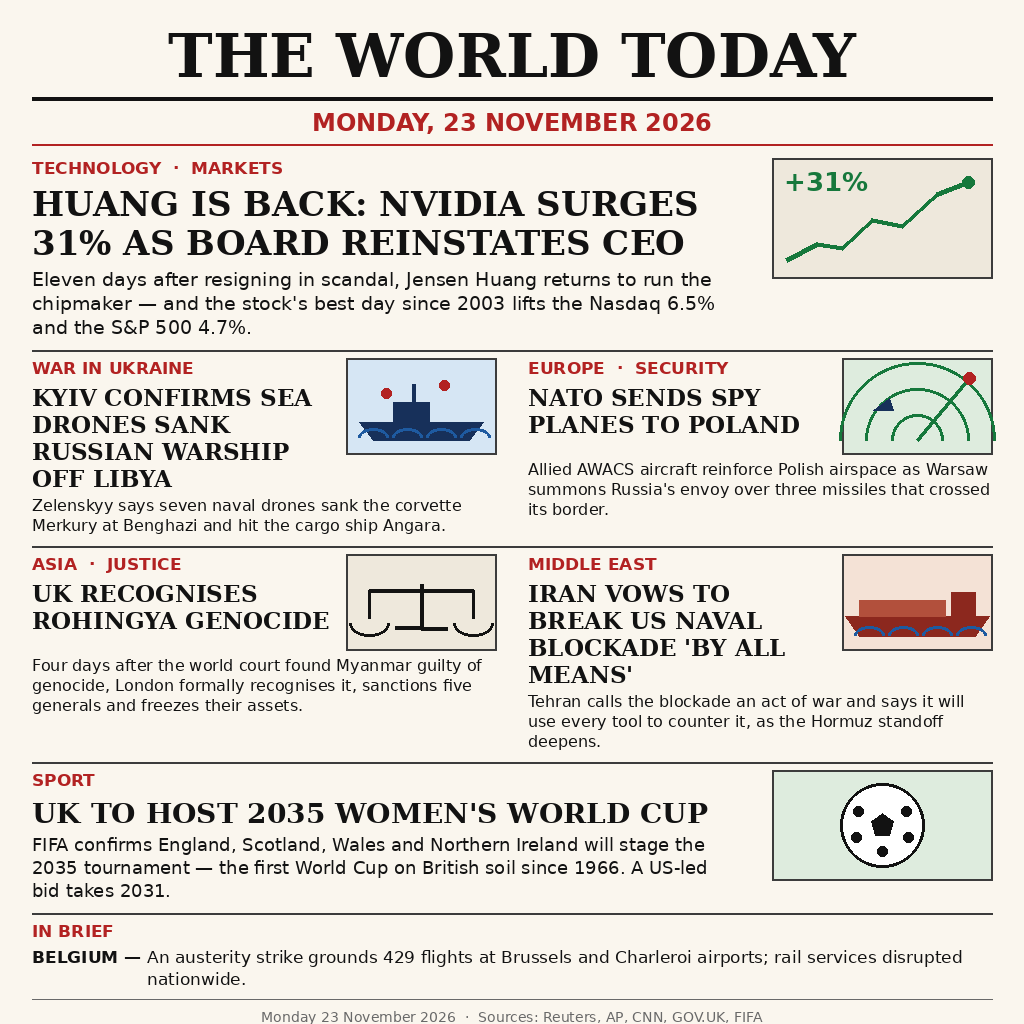 THE WORLD TODAY
MONDAY, 23 NOVEMBER 2026
TECHNOLOGY · MARKETS
HUANG IS BACK: NVIDIA SURGES
31% AS BOARD REINSTATES CEO
Eleven days after resigning in scandal, Jensen Huang returns to run the
chipmaker — and the stock's best day since 2003 lifts the Nasdaq 6.5%
and the S&P 500 4.7%.
+31%
WAR IN UKRAINE
KYIV CONFIRMS SEA
DRONES SANK
RUSSIAN WARSHIP
OFF LIBYA
Zelenskyy says seven naval drones sank the corvette
Merkury at Benghazi and hit the cargo ship Angara.
EUROPE · SECURITY
NATO SENDS SPY
PLANES TO POLAND
Allied AWACS aircraft reinforce Polish airspace as Warsaw
summons Russia's envoy over three missiles that crossed
its border.
ASIA · JUSTICE
UK RECOGNISES
ROHINGYA GENOCIDE
Four days after the world court found Myanmar guilty of
genocide, London formally recognises it, sanctions five
generals and freezes their assets.
MIDDLE EAST
IRAN VOWS TO
BREAK US NAVAL
BLOCKADE 'BY ALL
MEANS'
Tehran calls the blockade an act of war and says it will
use every tool to counter it, as the Hormuz standoff
deepens.
SPORT
UK TO HOST 2035 WOMEN'S WORLD CUP
FIFA confirms England, Scotland, Wales and Northern Ireland will stage the
2035 tournament — the first World Cup on British soil since 1966. A US-led
bid takes 2031.
IN BRIEF
BELGIUM — An austerity strike grounds 429 flights at Brussels and Charleroi airports; rail services disrupted
nationwide.
Monday 23 November 2026 · Sources: Reuters, AP, CNN, GOV.UK, FIFA